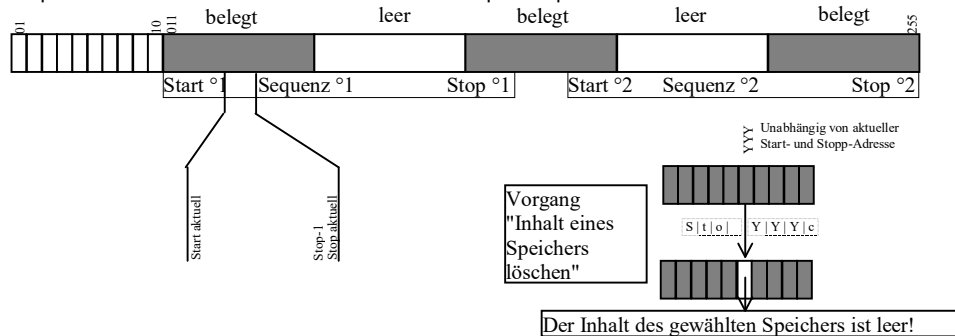 belegt leer belegt leer belegt
01 10 011 255
Start °1 Sequenz °1 Stop °1 Start °2 Sequenz °2 Stop °2
YYY
Unabhängig von aktueller
Start- und Stopp-Adresse
Start aktuell
Stop-1
Stop aktuell
Vorgang
"Inhalt eines
Speichers
löschen"
S|t|o| Y|Y|Y|c
Der Inhalt des gewählten Speichers ist leer!